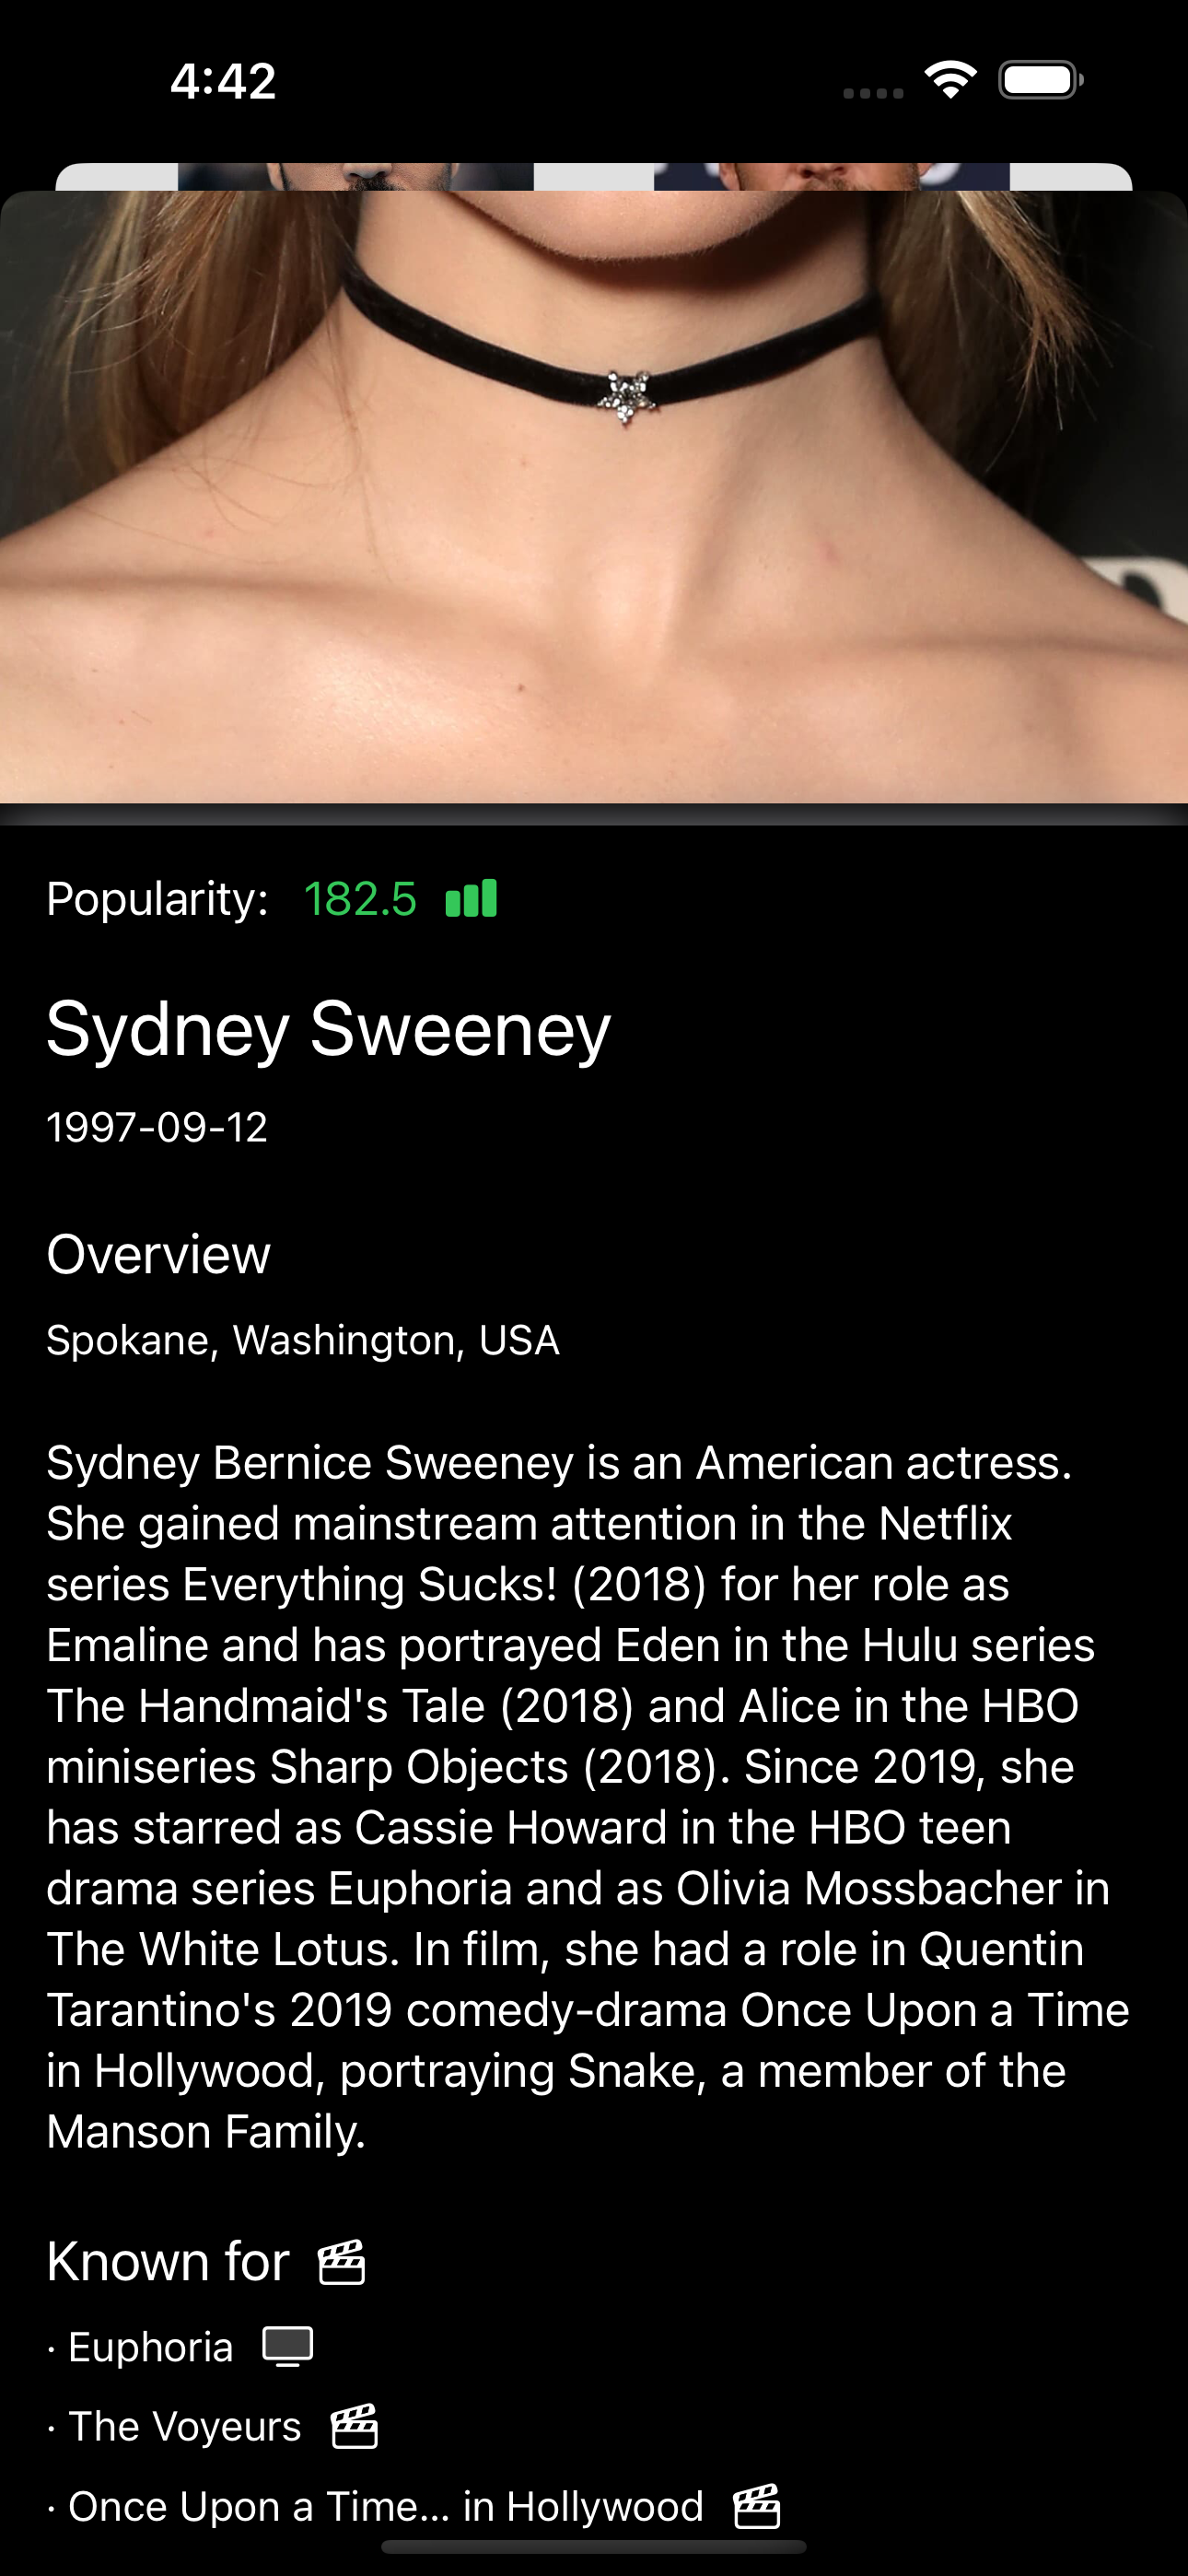 4:42
Popularity: 182.5
Sydney Sweeney
1997-09-12
Overview
Spokane, Washington, USA
Sydney Bernice Sweeney is an American actress.
She gained mainstream attention in the Netflix
series Everything Sucks! (2018) for her role as
Emaline and has portrayed Eden in the Hulu series
The Handmaid's Tale (2018) and Alice in the HBO
miniseries Sharp Objects (2018). Since 2019, she
has starred as Cassie Howard in the HBO teen
drama series Euphoria and as Olivia Mossbacher in
The White Lotus. In film, she had a role in Quentin
Tarantino's 2019 comedy-drama Once Upon a Time
in Hollywood, portraying Snake, a member of the
Manson Family.
Known for
· Euphoria
· The Voyeurs
· Once Upon a Time... in Hollywood